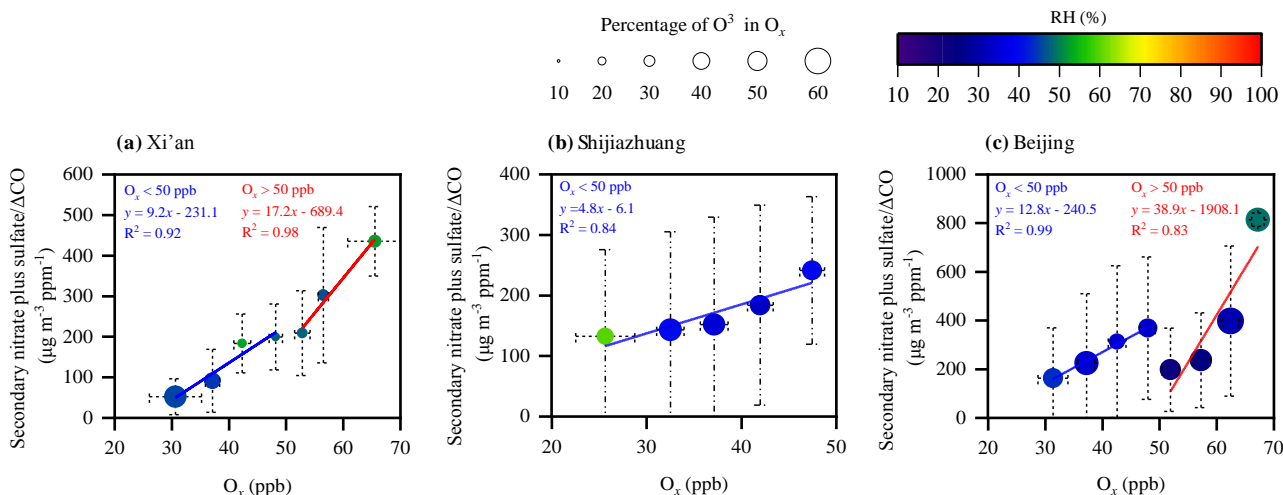 Percentage of O³ in Oₓ
10 20 30 40 50 60
RH (%)
10 20 30 40 50 60 70 80 90 100
(a) Xi’an
Secondary nitrate plus sulfate/ΔCO
(μg m⁻³ ppm⁻¹)
600
500
400
300
200
100
0
Oₓ < 50 ppb
y = 9.2x - 231.1
R² = 0.92
Oₓ > 50 ppb
y = 17.2x - 689.4
R² = 0.98
20 30 40 50 60 70
Oₓ (ppb)
(b) Shijiazhuang
Secondary nitrate plus sulfate/ΔCO
(μg m⁻³ ppm⁻¹)
400
300
200
100
0
Oₓ < 50 ppb
y =4.8x - 6.1
R² = 0.84
20 30 40 50
Oₓ (ppb)
(c) Beijing
Secondary nitrate plus sulfate/ΔCO
(μg m⁻³ ppm⁻¹)
1000
800
600
400
200
0
Oₓ < 50 ppb
y = 12.8x - 240.5
R² = 0.99
Oₓ > 50 ppb
y = 38.9x - 1908.1
R² = 0.83
20 30 40 50 60 70
Oₓ (ppb)